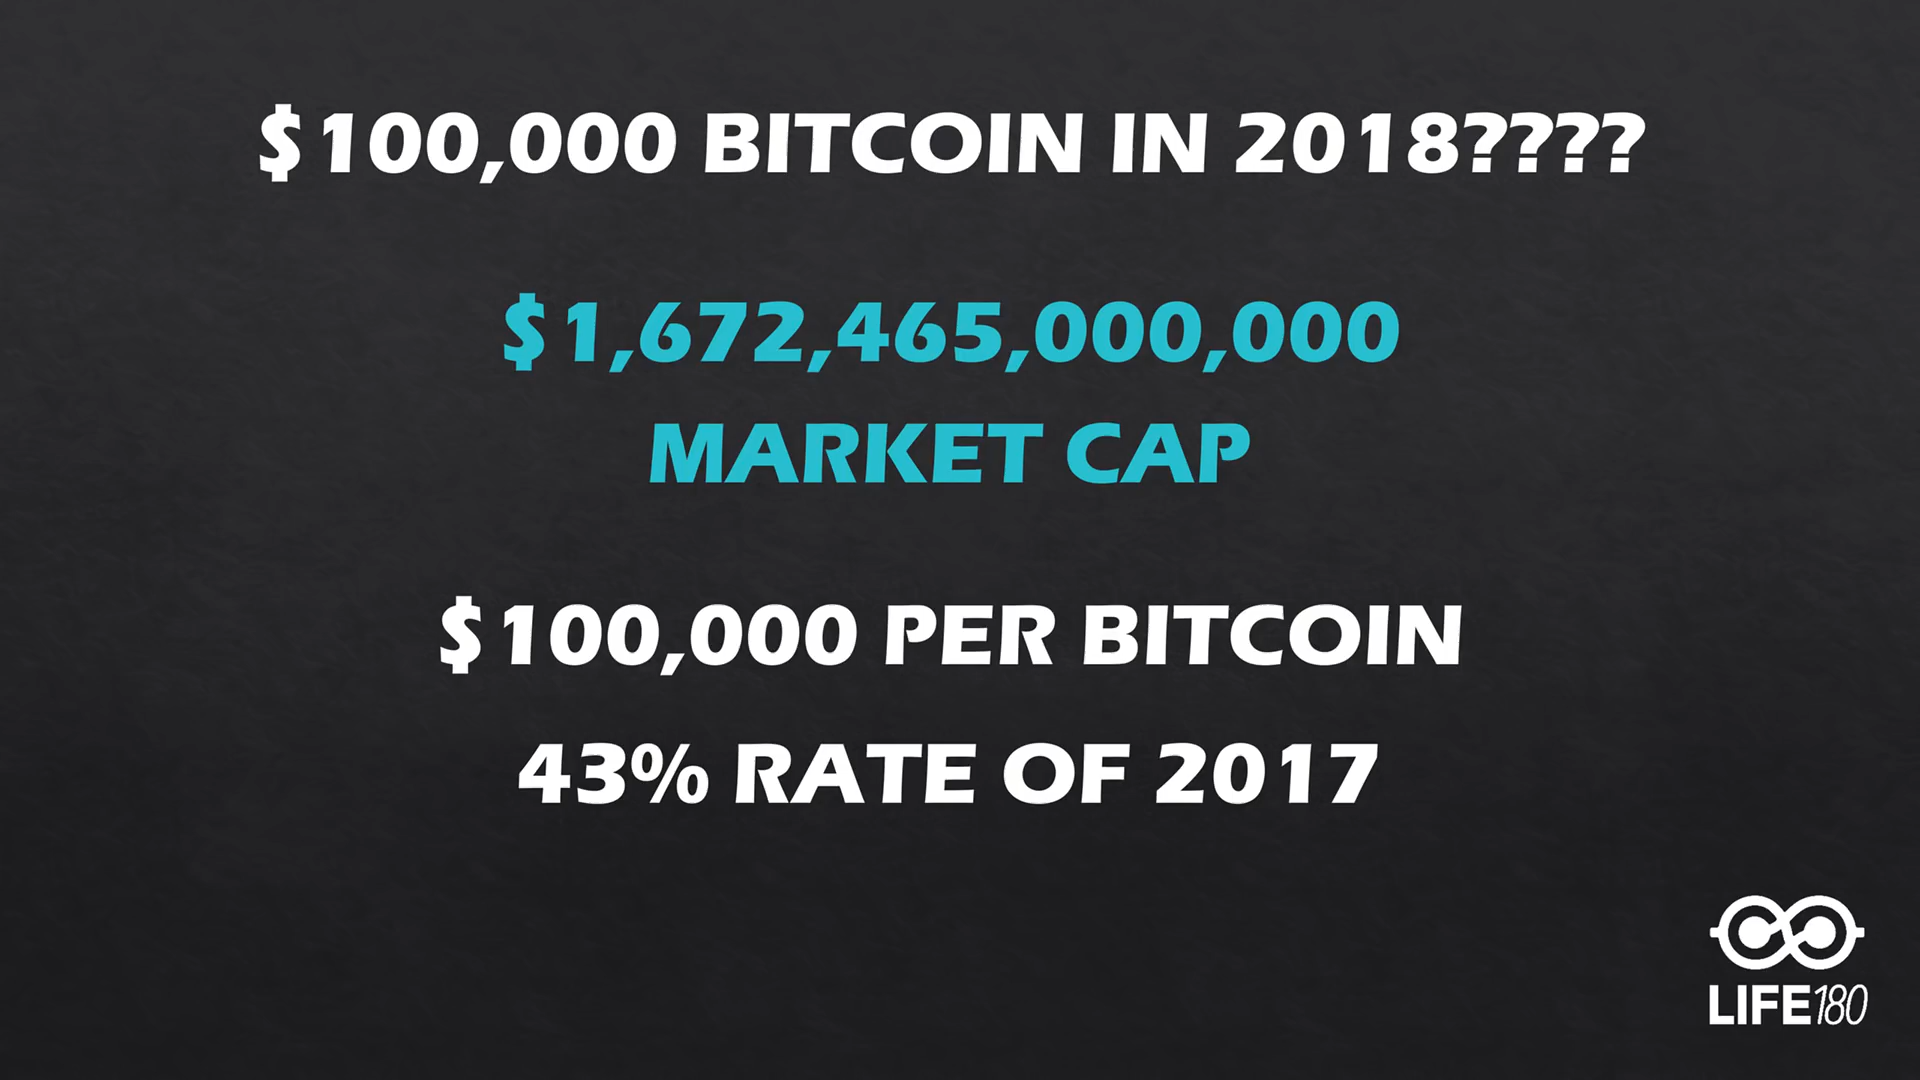 $100,000 BITCOIN IN 2018????
$1,672,465,000,000
MARKET CAP
$100,000 PER BITCOIN
43% RATE OF 2017
LIFE180